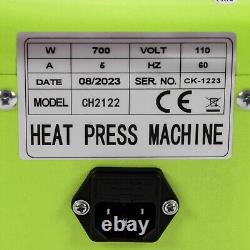 W 700 VOLT 110
A 5 HZ 60
DATE 08/2023 SER. NO. CK-1223
MODEL CH2122 CE
HEAT PRESS MACHINE